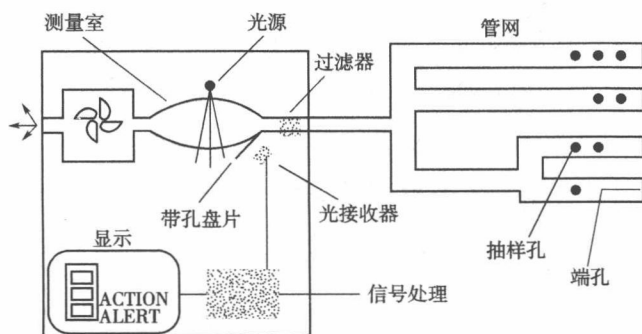 测量室
光源
管网
过滤器
带孔盘片
光接收器
抽样孔
端孔
显示
ACTION
ALERT
信号处理